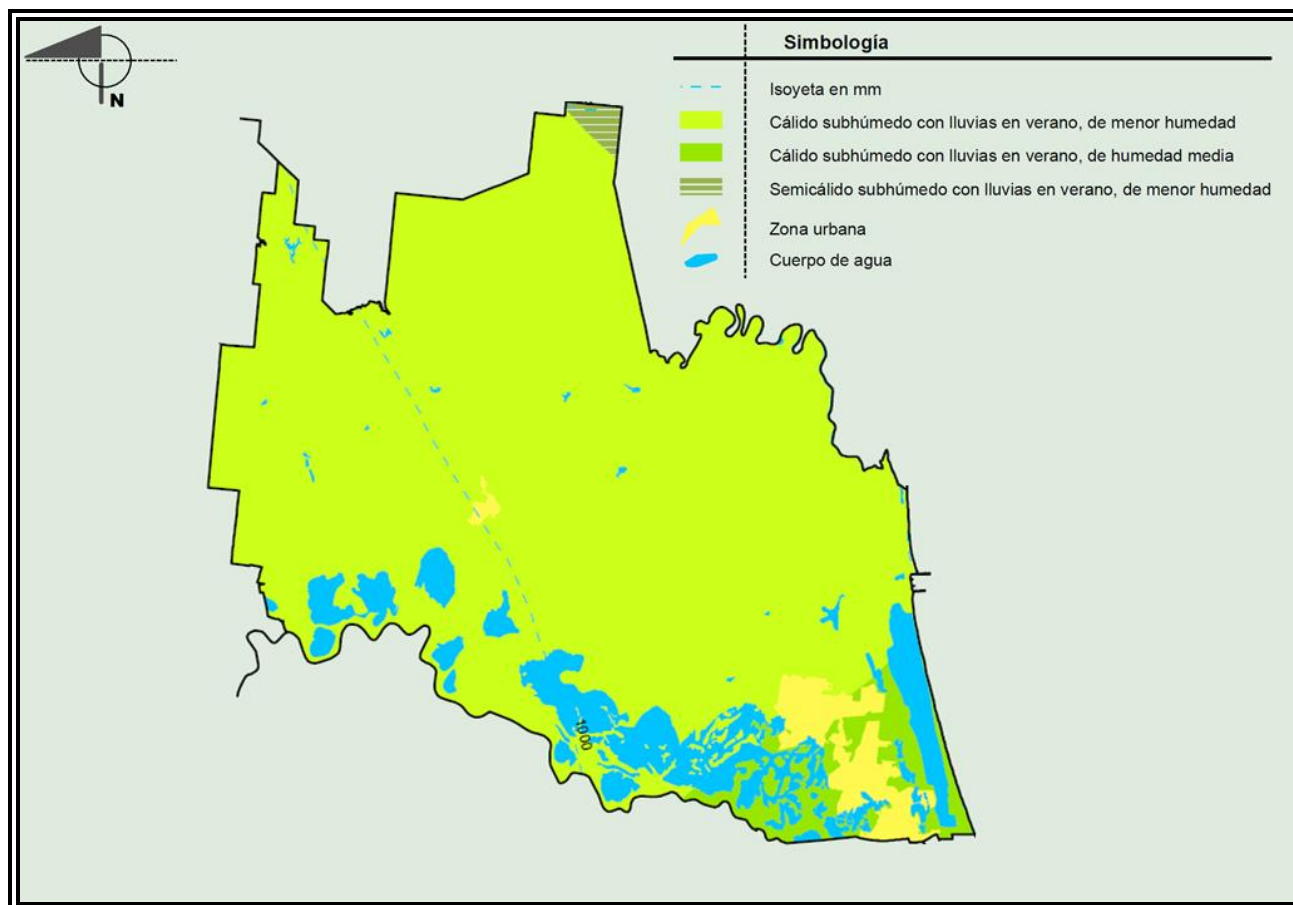 N
Simbología
Isoyeta en mm
Cálido subhúmedo con lluvias en verano, de menor humedad
Cálido subhúmedo con lluvias en verano, de humedad media
Semicálido subhúmedo con lluvias en verano, de menor humedad
Zona urbana
Cuerpo de agua
1000